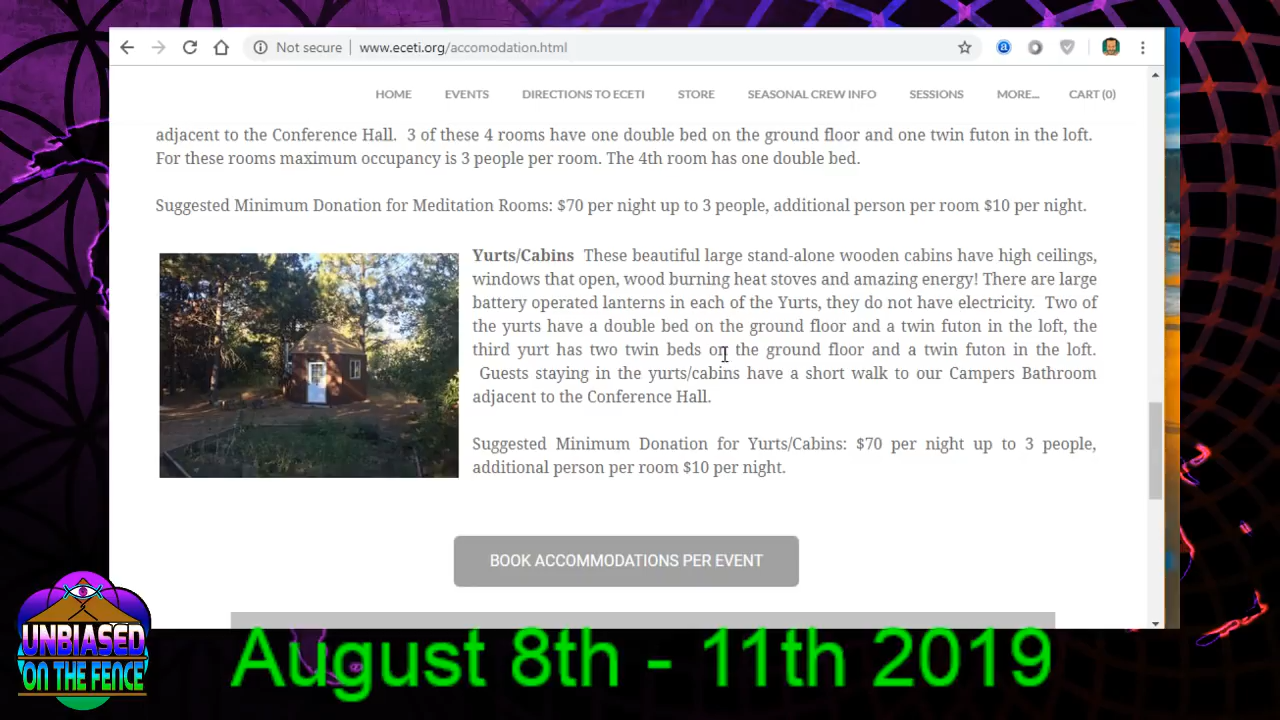 Not secure | www.eceti.org/accomodation.html
HOME EVENTS DIRECTIONS TO ECETI STORE SEASONAL CREW INFO SESSIONS MORE... CART (0)
adjacent to the Conference Hall. 3 of these 4 rooms have one double bed on the ground floor and one twin futon in the loft.
For these rooms maximum occupancy is 3 people per room. The 4th room has one double bed.
Suggested Minimum Donation for Meditation Rooms: $70 per night up to 3 people, additional person per room $10 per night.
Yurts/Cabins These beautiful large stand-alone wooden cabins have high ceilings,
windows that open, wood burning heat stoves and amazing energy! There are large
battery operated lanterns in each of the Yurts, they do not have electricity. Two of
the yurts have a double bed on the ground floor and a twin futon in the loft, the
third yurt has two twin beds on the ground floor and a twin futon in the loft.
Guests staying in the yurts/cabins have a short walk to our Campers Bathroom
adjacent to the Conference Hall.
Suggested Minimum Donation for Yurts/Cabins: $70 per night up to 3 people,
additional person per room $10 per night.
BOOK ACCOMMODATIONS PER EVENT
UNBIASED
ON THE FENCE
August 8th - 11th 2019